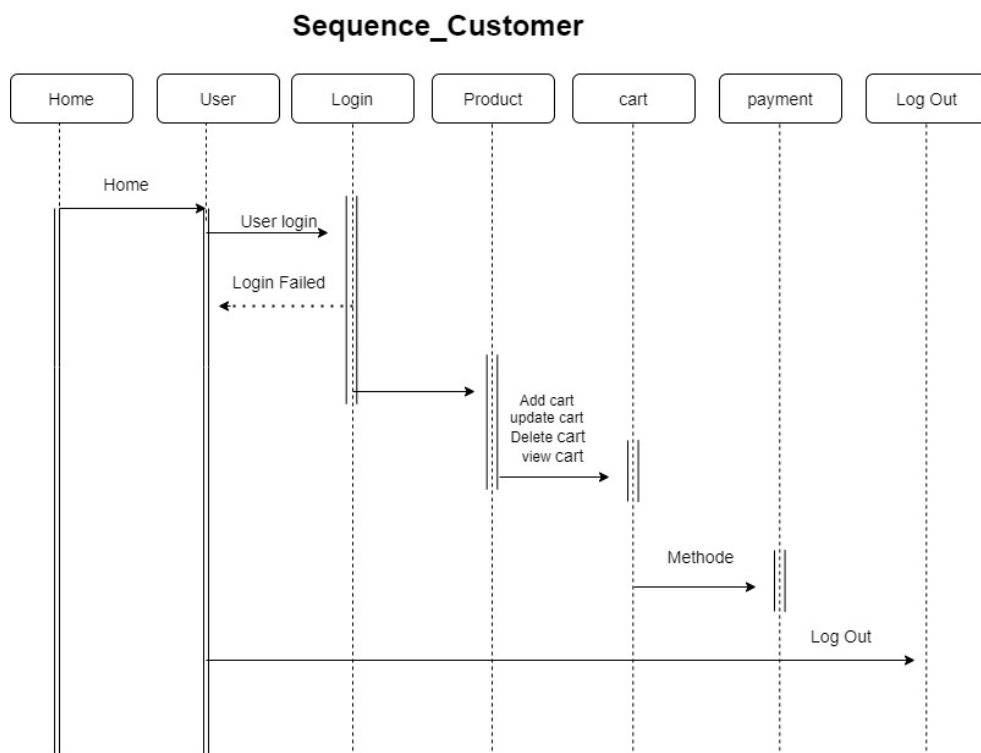 Sequence_Customer
Home
User
Login
Product
cart
payment
Log Out
Home
User login
Login Failed
Add cart
update cart
Delete cart
view cart
Methode
Log Out